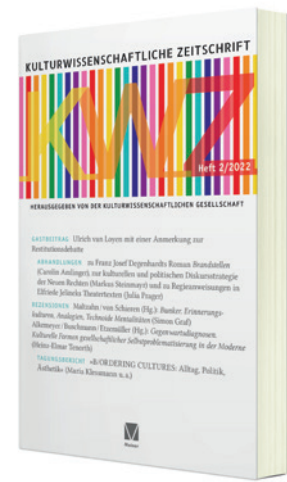 KULTURWISSENSCHAFTLICHE ZEITSCHRIFT
KWZ
Heft 2/2022
HERAUSGEGEBEN VON DER KULTURWISSENSCHAFTLICHEN GESELLSCHAFT
GASTBEITRAG Ulrich van Loyen mit einer Anmerkung zur
Restitutionsdebatte
ABHANDLUNGEN zu Franz Josef Degenhardts Roman Brandstellen
(Carolin Amlinger), zur kulturellen und politischen Diskursstrategie
der Neuen Rechten (Markus Steinmayr) und zu Regieanweisungen in
Elfriede Jelineks Theatertexten (Julia Prager)
REZENSIONEN Maltzahn/von Scharen (Hg.): Bunker. Erinnerungs-
kulturen, Analogien, Technoide Mentalitäten (Simon Graf)
Alkemeyer/Buschmann/Etzemüller (Hg.): Gegenwartsdiagnosen.
Kulturelle Formen gesellschaftlicher Selbstproblematisierung in der Moderne
(Heinz-Elmar Tenorth)
TAGUNGSBERICHT »B/ORDERING CULTURES: Alltag, Politik,
Ästhetik« (Maria Klessmann u.a.)
Meiner